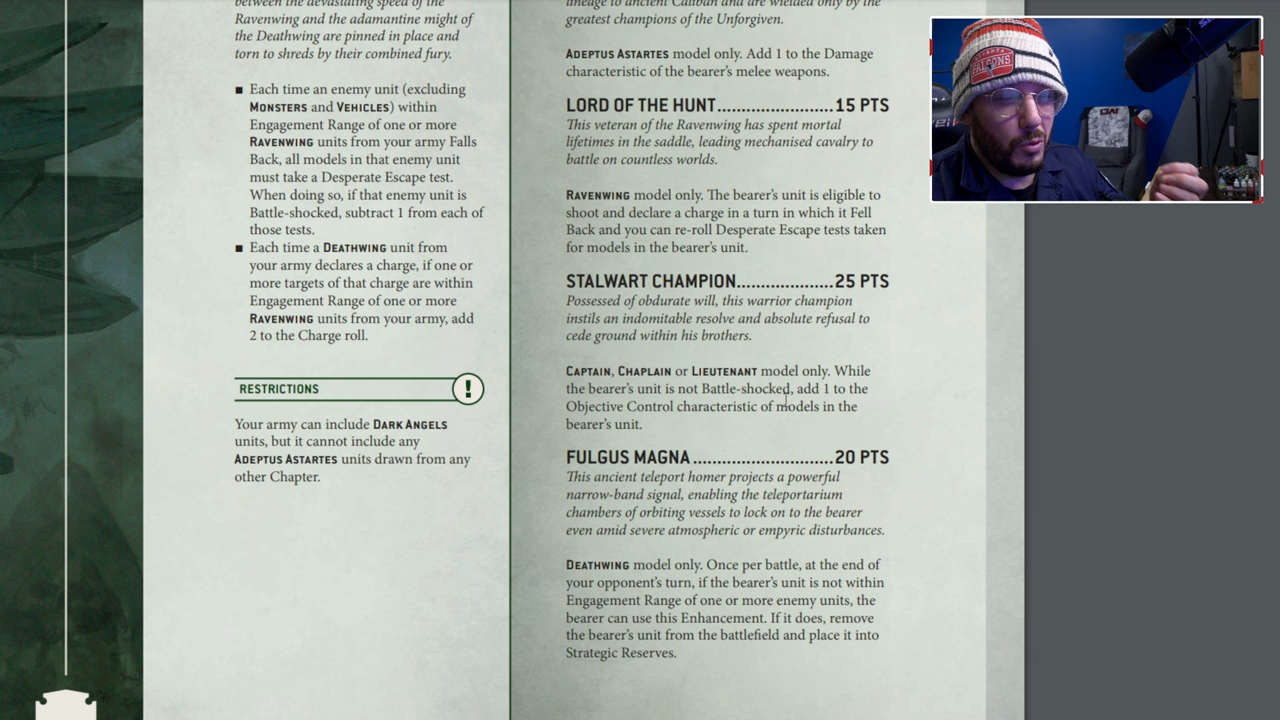 between the devastating speed of the
Ravenwing and the adamantine might of
the Deathwing are pinned in place and
torn to shreds by their combined fury.
■ Each time an enemy unit (excluding
MONSTERS and VEHICLES) within
Engagement Range of one or more
RAVENWING units from your army Falls
Back, all models in that enemy unit
must take a Desperate Escape test.
When doing so, if that enemy unit is
Battle-shocked, subtract 1 from each of
those tests.
■ Each time a DEATHWING unit from
your army declares a charge, if one or
more targets of that charge are within
Engagement Range of one or more
RAVENWING units from your army, add
2 to the Charge roll.
RESTRICTIONS !
Your army can include DARK ANGELS
units, but it cannot include any
ADEPTUS ASTARTES units drawn from any
other Chapter.
lineage to ancient Caliban and are wielded only by the
greatest champions of the Unforgiven.
ADEPTUS ASTARTES model only. Add 1 to the Damage
characteristic of the bearer's melee weapons.
LORD OF THE HUNT......................15 PTS
This veteran of the Ravenwing has spent mortal
lifetimes in the saddle, leading mechanised cavalry to
battle on countless worlds.
RAVENWING model only. The bearer's unit is eligible to
shoot and declare a charge in a turn in which it Fell
Back and you can re-roll Desperate Escape tests taken
for models in the bearer's unit.
STALWART CHAMPION..................25 PTS
Possessed of obdurate will, this warrior champion
instils an indomitable resolve and absolute refusal to
cede ground within his brothers.
CAPTAIN, CHAPLAIN or LIEUTENANT model only. While
the bearer's unit is not Battle-shocked, add 1 to the
Objective Control characteristic of models in the
bearer's unit.
FULGUS MAGNA..........................20 PTS
This ancient teleport homer projects a powerful
narrow-band signal, enabling the teleportarium
chambers of orbiting vessels to lock on to the bearer
even amid severe atmospheric or empyric disturbances.
DEATHWING model only. Once per battle, at the end of
your opponent's turn, if the bearer's unit is not within
Engagement Range of one or more enemy units, the
bearer can use this Enhancement. If it does, remove
the bearer's unit from the battlefield and place it into
Strategic Reserves.
FALCONS